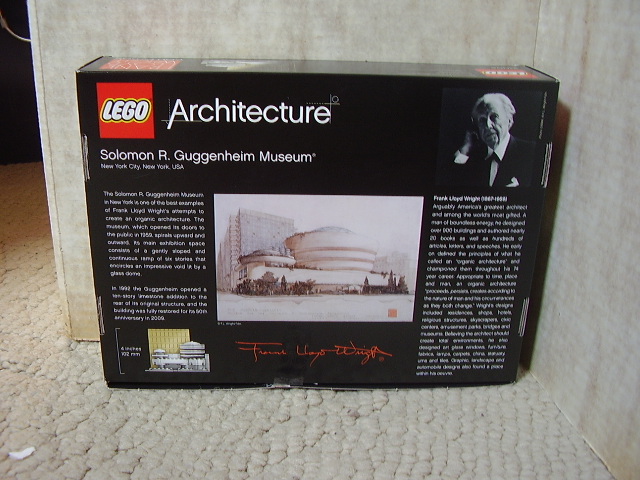 LEGO
Architecture
Solomon R. Guggenheim Museum®
New York City, New York, USA
The Solomon R. Guggenheim Museum
in New York is one of the best examples
of Frank Lloyd Wright's attempts to
create an organic architecture. The
museum, which opened its doors to
the public in 1959, spirals upward and
outward. Its main exhibition space
consists of a gently sloped and
continuous ramp of six stories that
encircles an impressive void lit by a
glass dome.
In 1992 the Guggenheim opened a
ten-story limestone addition to the
rear of its original structure, and the
building was fully restored for its 50th
anniversary in 2009.
4 inches
102 mm
Frank Lloyd Wright
Frank Lloyd Wright (1867-1959)
Arguably America's greatest architect
and among the world's most gifted. A
man of boundless energy, he designed
over 900 buildings and authored nearly
20 books as well as hundreds of
articles, letters, and speeches. He early
on defined the principles of what he
called an "organic architecture" and
championed them throughout his 74
year career. Appropriate to time, place
and man, an organic architecture
"proceeds, persists, creates according to
the nature of man and his circumstances
as they both change." Wright's designs
included residences, shops, hotels,
religious structures, skyscrapers, civic
centers, amusement parks, bridges and
museums. Believing the architect should
create total environments, he also
designed art glass windows, furniture
fabrics, lamps, carpets, china, statuary,
urns and tiles. Graphic, landscape and
automobile designs also found a place
within his oeuvre.